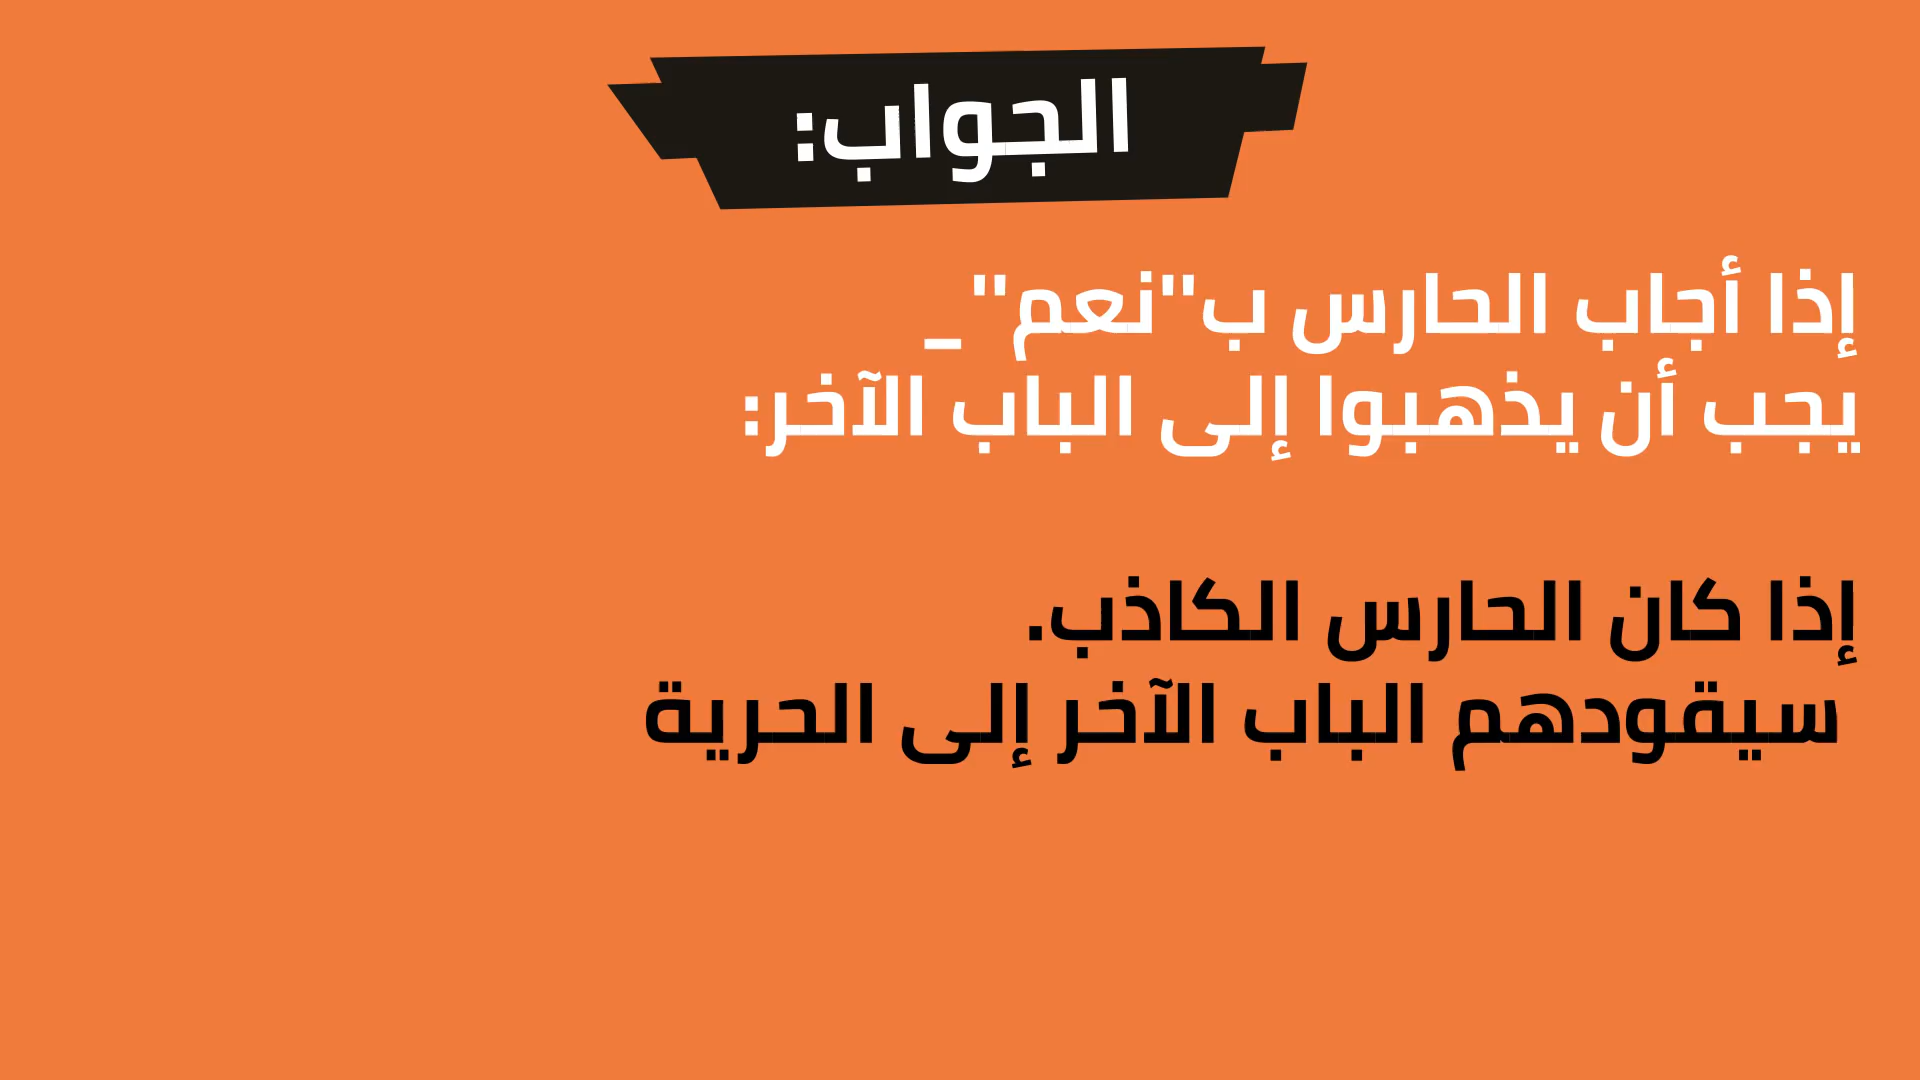 الجواب:
إذا أجاب الحارس ب"نعم"_
يجب أن يذهبوا إلى الباب الآخر:
إذا كان الحارس الكاذب.
سيقودهم الباب الآخر إلى الحرية